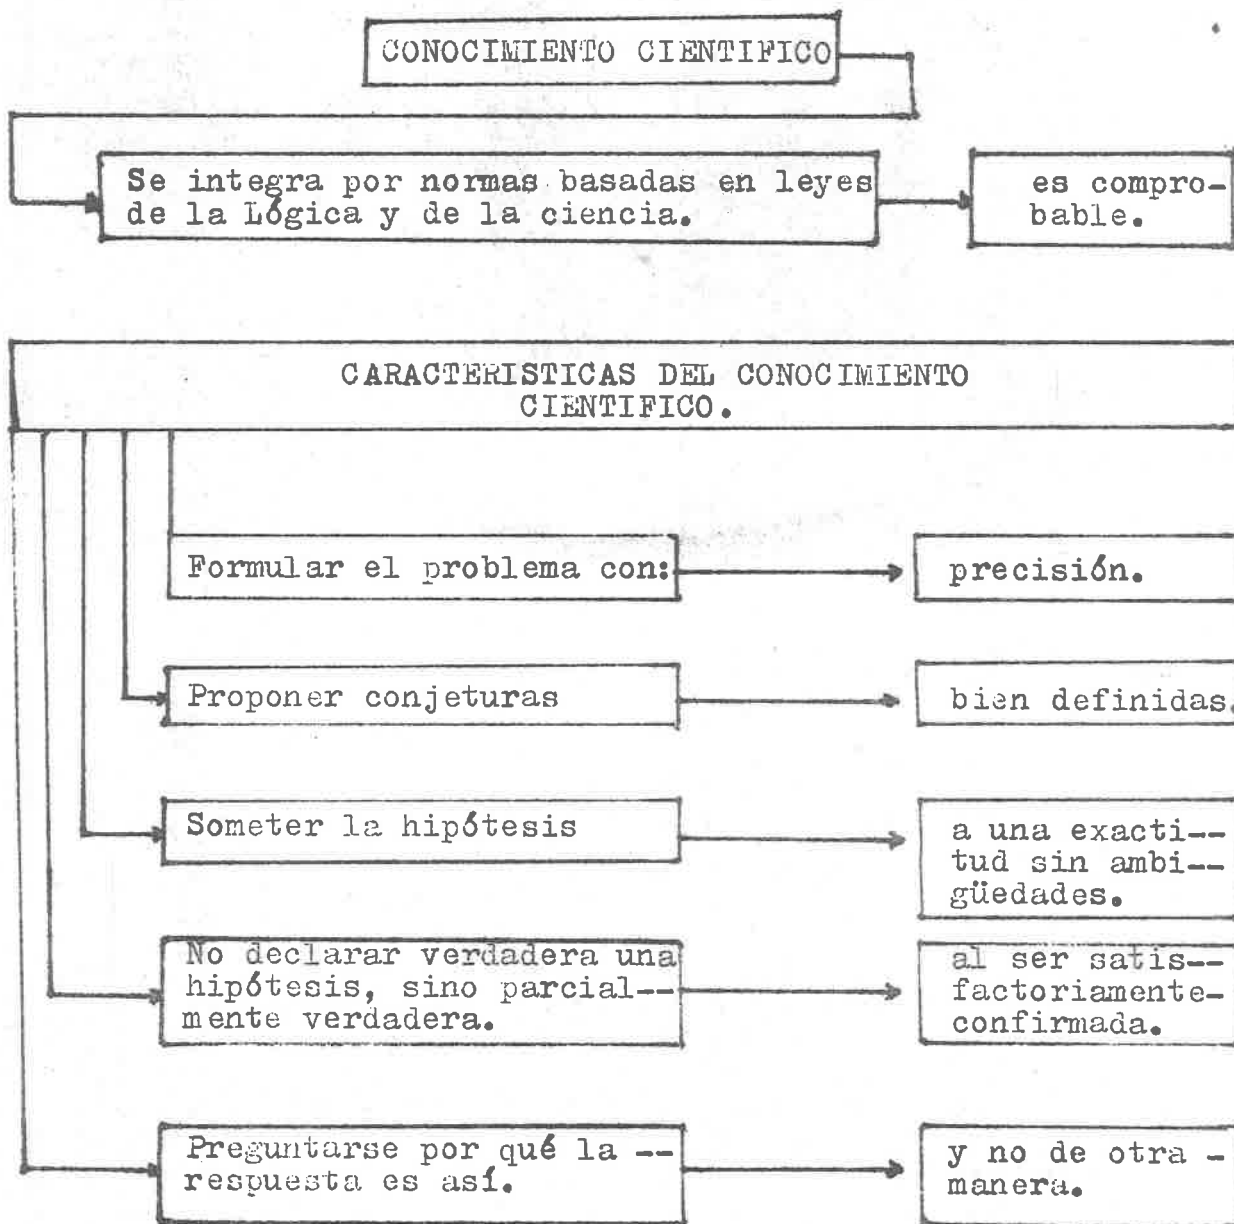 CONOCIMIENTO CIENTIFICO
Se integra por normas basadas en leyes
de la Lógica y de la ciencia.
es compro-
bable.
CARACTERISTICAS DEL CONOCIMIENTO
CIENTIFICO.
Formular el problema con:
precisión.
Proponer conjeturas
bien definidas.
Someter la hipótesis
a una exacti--
tud sin ambi--
güedades.
No declarar verdadera una
hipótesis, sino parcial--
mente verdadera.
al ser satis--
factoriamente-
confirmada.
Preguntarse por qué la --
respuesta es así.
y no de otra -
manera.